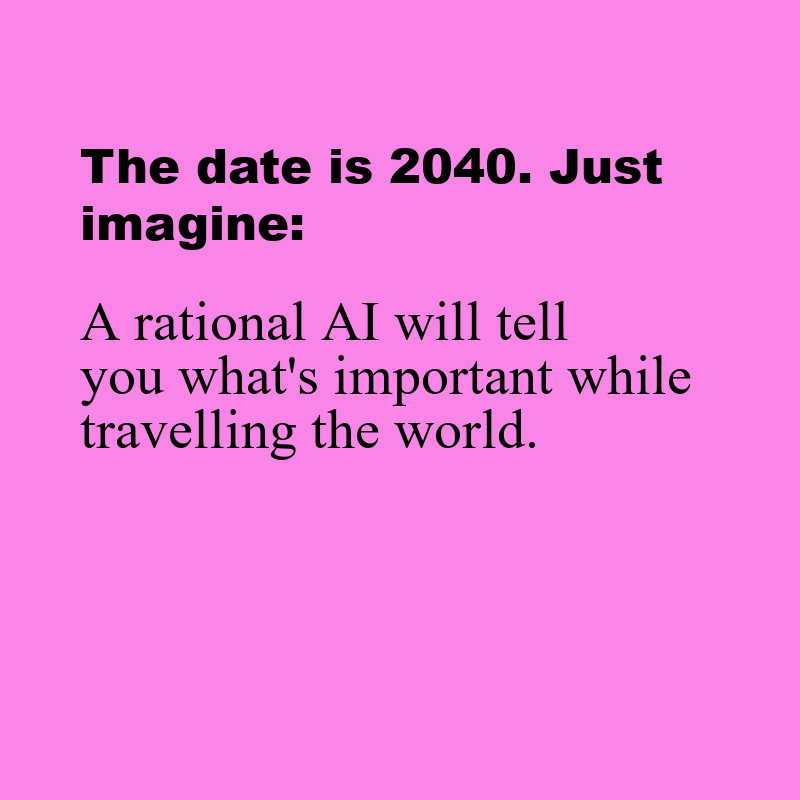 The date is 2040. Just
imagine:
A rational AI will tell
you what's important while
travelling the world.